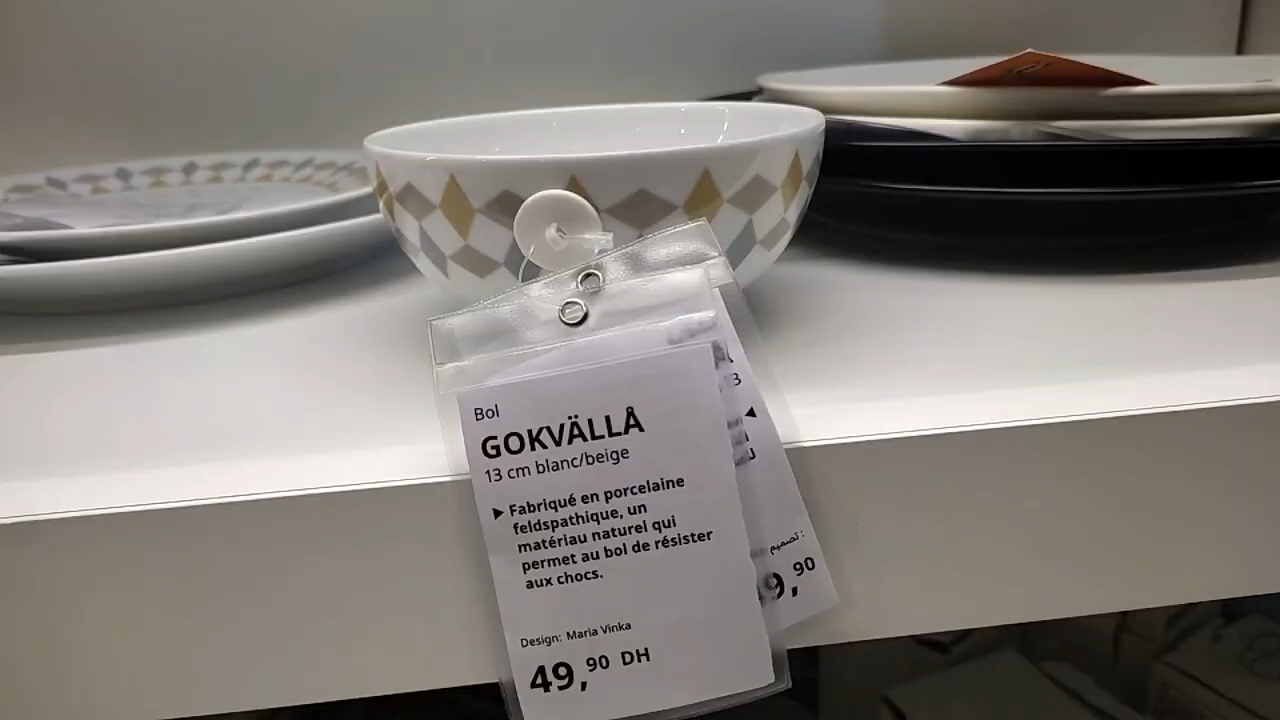 Bol
GOKVÄLLÅ
13 cm blanc/beige
▶ Fabriqué en porcelaine
feldspathique, un
matériau naturel qui
permet au bol de résister
aux chocs.
Design: Maria Vinka
49,90 DH
3
تصميم:
9,90